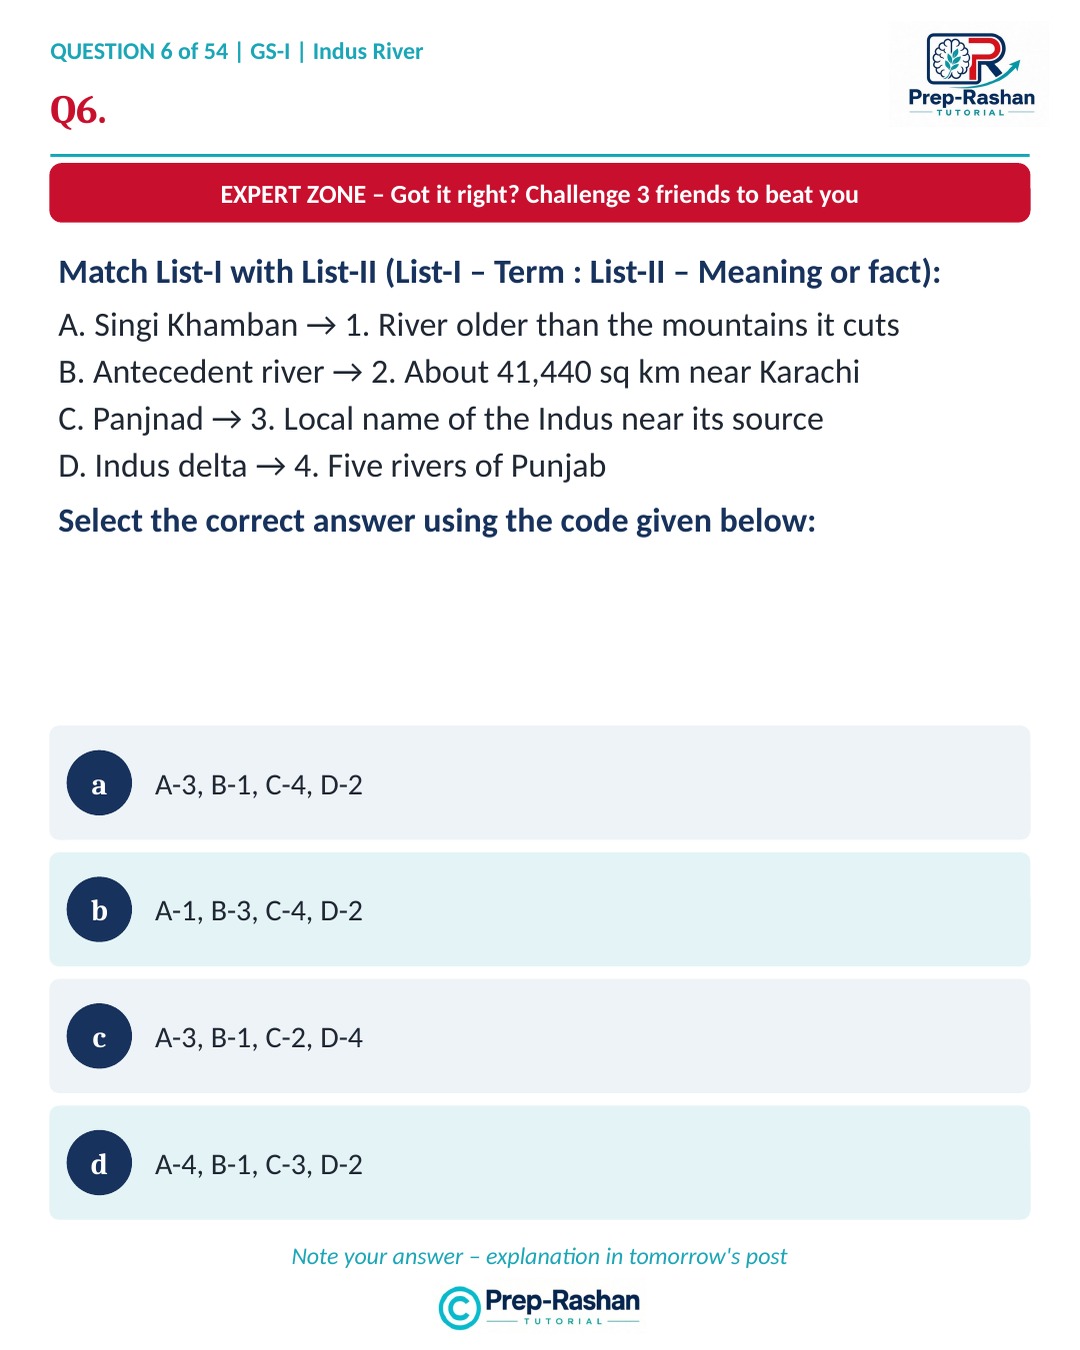 QUESTION 6 of 54 | GS-I | Indus River
Prep-Rashan
TUTORIAL
Q6.
EXPERT ZONE – Got it right? Challenge 3 friends to beat you
Match List-I with List-II (List-I – Term : List-II – Meaning or fact):
A. Singi Khamban → 1. River older than the mountains it cuts
B. Antecedent river → 2. About 41,440 sq km near Karachi
C. Panjnad → 3. Local name of the Indus near its source
D. Indus delta → 4. Five rivers of Punjab
Select the correct answer using the code given below:
a A-3, B-1, C-4, D-2
b A-1, B-3, C-4, D-2
c A-3, B-1, C-2, D-4
d A-4, B-1, C-3, D-2
Note your answer – explanation in tomorrow's post
© Prep-Rashan
TUTORIAL